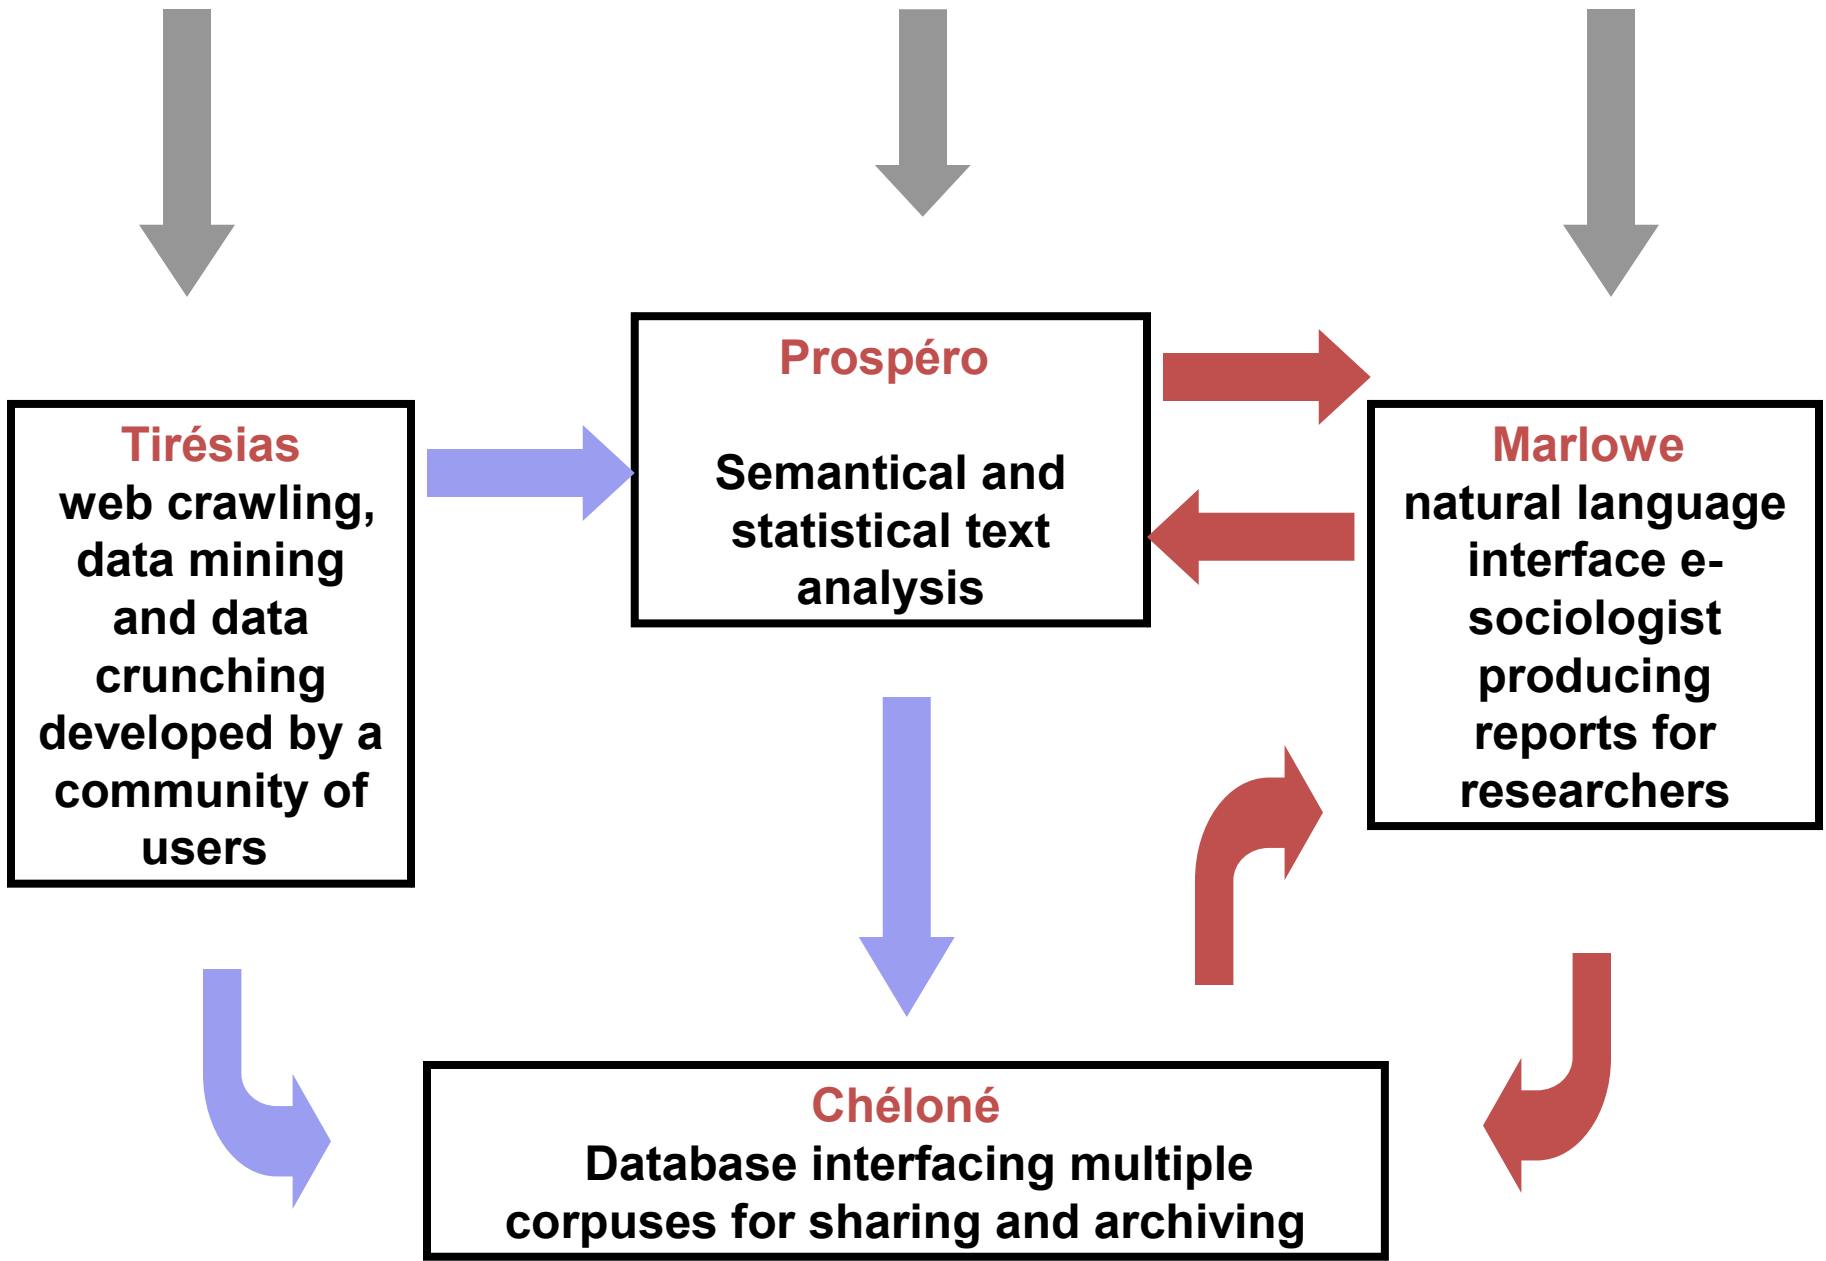 Prospéro
Semantical and
statistical text
analysis
Tirésias
web crawling,
data mining
and data
crunching
developed by a
community of
users
Marlowe
natural language
interface e-
sociologist
producing
reports for
researchers
Chéloné
Database interfacing multiple
corpuses for sharing and archiving